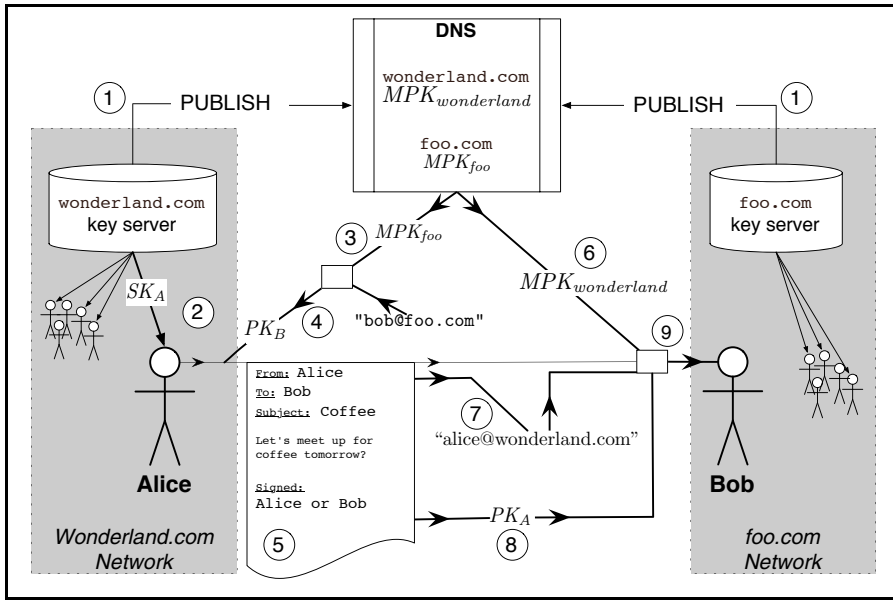 DNS
wonderland.com
MPK_wonderland
foo.com
MPK_foo
1
PUBLISH
PUBLISH
1
wonderland.com
key server
foo.com
key server
3
MPK_foo
6
MPK_wonderland
SK_A
2
PK_B
4
"bob@foo.com"
9
From: Alice
To: Bob
Subject: Coffee
Let's meet up for
coffee tomorrow?
Signed:
Alice or Bob
5
7
“alice@wonderland.com”
PK_A
8
Alice
Bob
Wonderland.com
Network
foo.com
Network